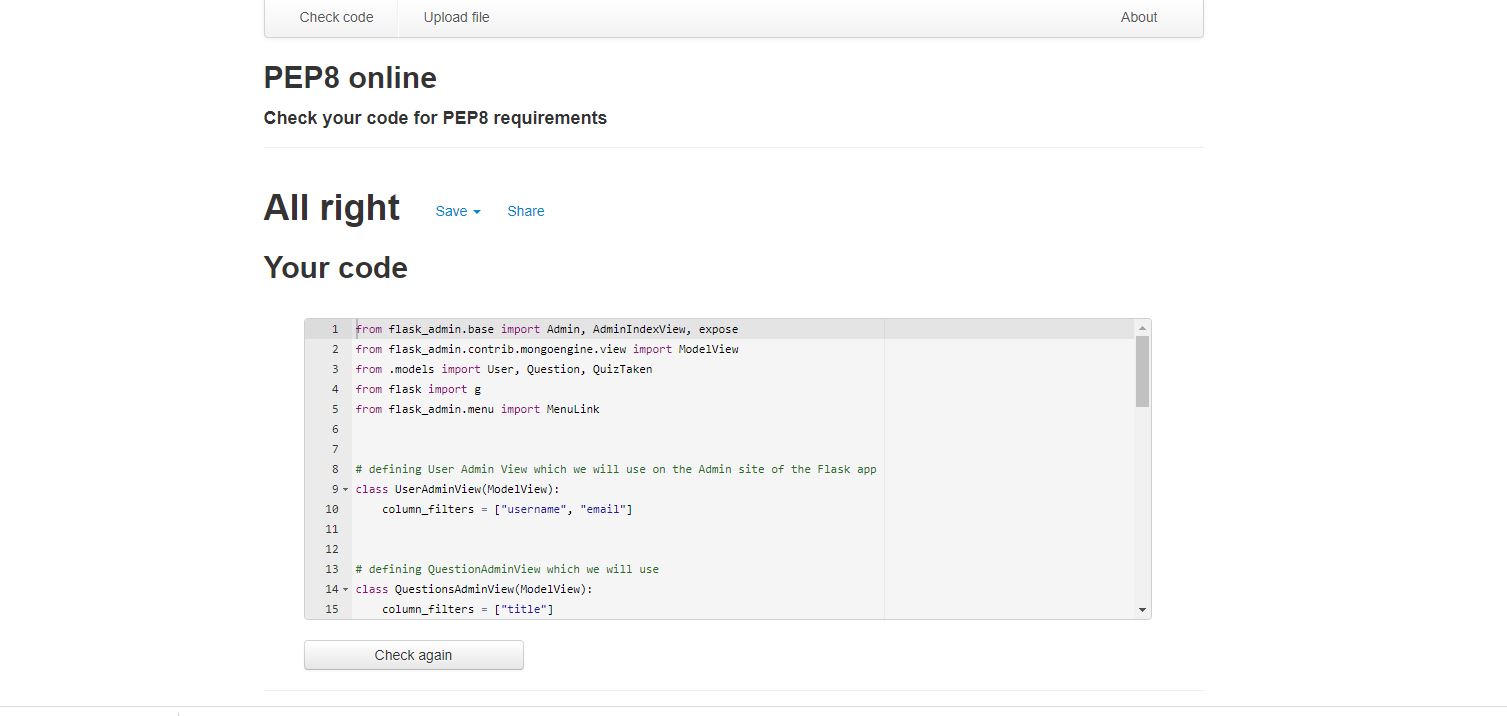 Check code Upload file About
PEP8 online
Check your code for PEP8 requirements
All right Save Share
Your code
1 from flask_admin.base import Admin, AdminIndexView, expose
2 from flask_admin.contrib.mongoengine.view import ModelView
3 from .models import User, Question, QuizTaken
4 from flask import g
5 from flask_admin.menu import MenuLink
6
7
8 # defining User Admin View which we will use on the Admin site of the Flask app
9 class UserAdminView(ModelView):
10     column_filters = ["username", "email"]
11
12
13 # defining QuestionAdminView which we will use
14 class QuestionsAdminView(ModelView):
15     column_filters = ["title"]
Check again